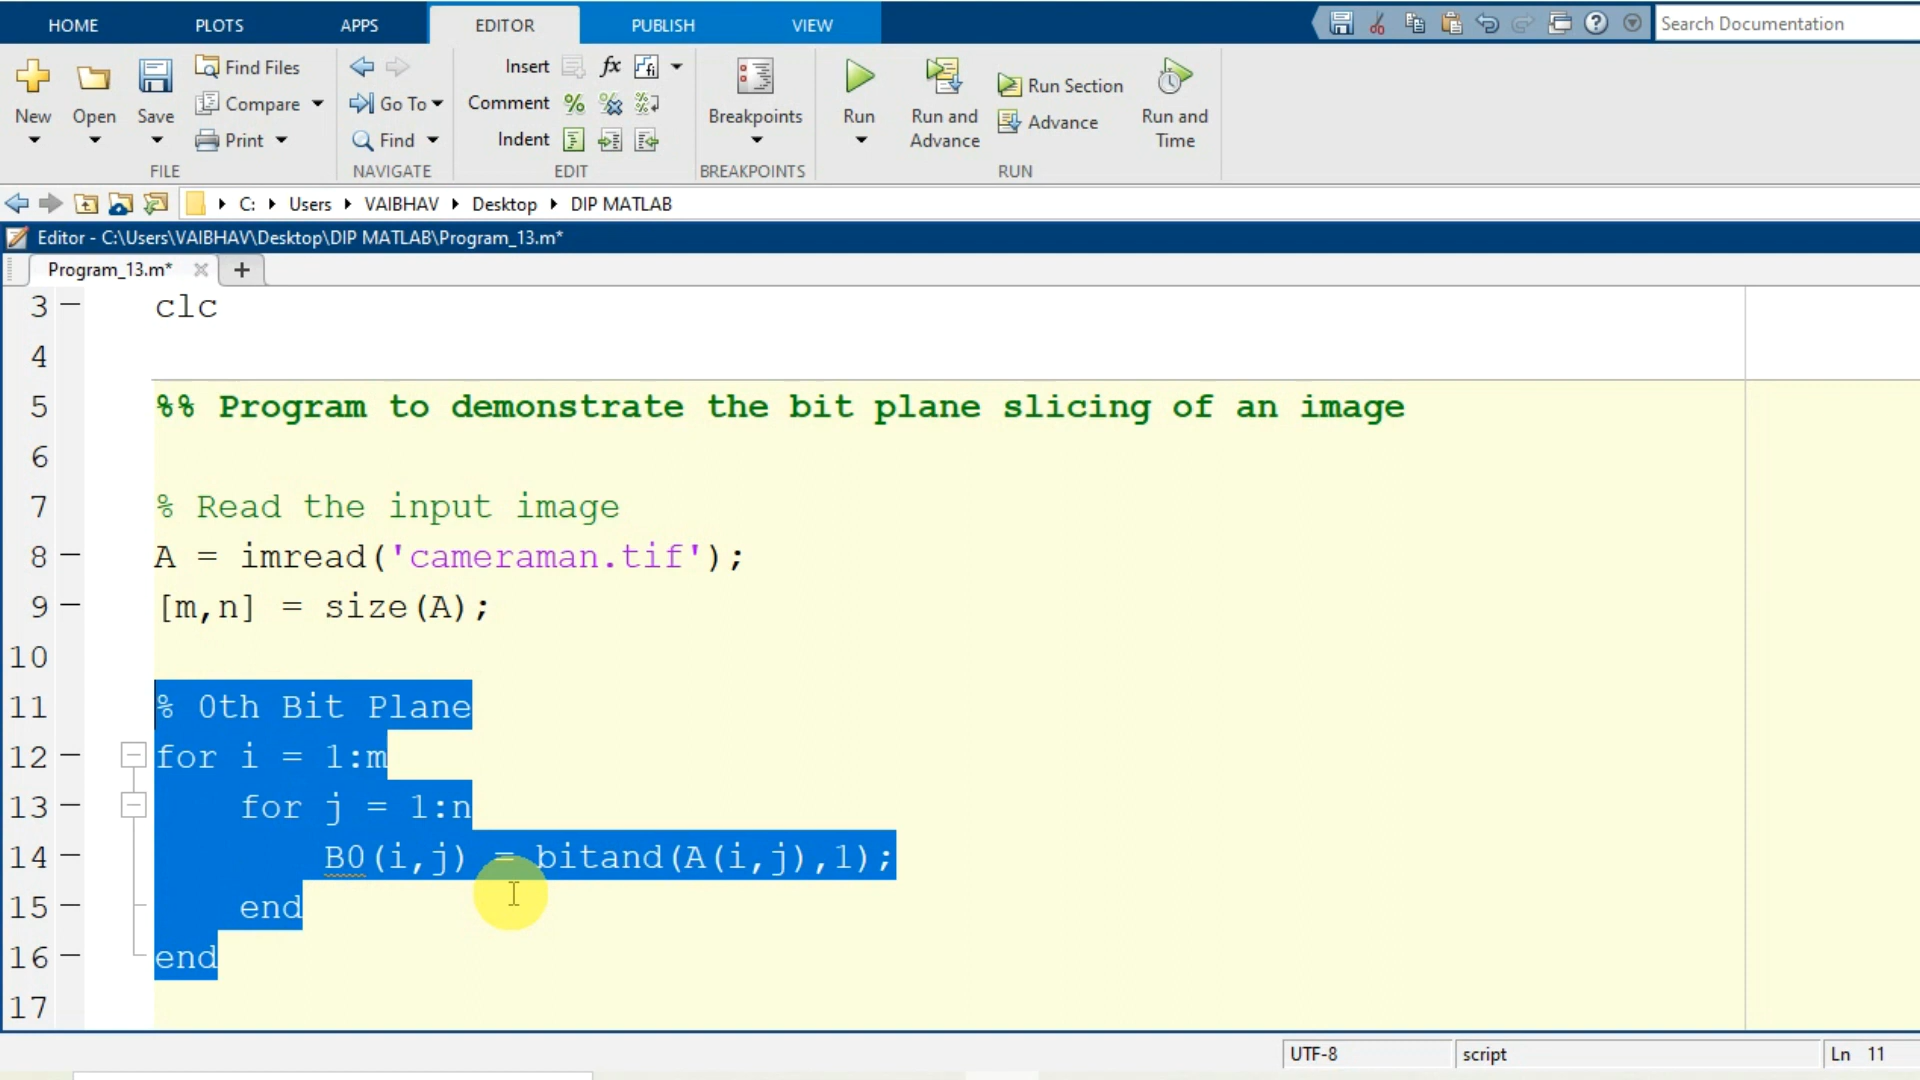 HOME PLOTS APPS EDITOR PUBLISH VIEW Search Documentation
Find Files Insert fx
New Open Save Compare Go To Comment Breakpoints Run Run and Advance Run Section Run and Time
Print Find Indent Advance
FILE NAVIGATE EDIT BREAKPOINTS RUN
C: Users VAIBHAV Desktop DIP MATLAB
Editor - C:\Users\VAIBHAV\Desktop\DIP MATLAB\Program_13.m*
Program_13.m*
3 clc
4
5 %% Program to demonstrate the bit plane slicing of an image
6
7 % Read the input image
8 A = imread('cameraman.tif');
9 [m,n] = size(A);
10
11 % 0th Bit Plane
12 for i = 1:m
13 for j = 1:n
14 B0(i,j) = bitand(A(i,j),1);
15 end
16 end
17
UTF-8 script Ln 11